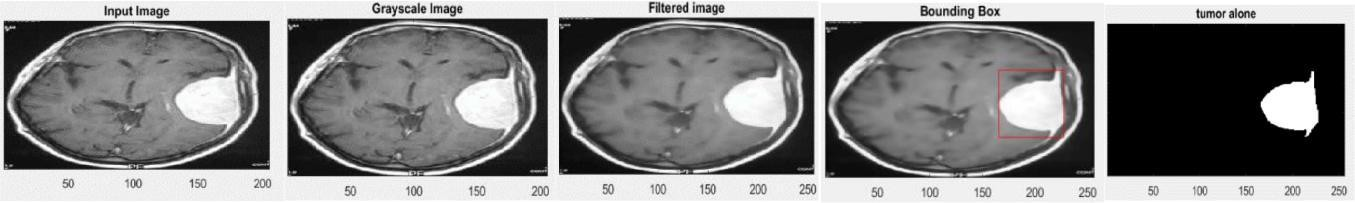 Input Image
Grayscale Image
Filtered image
Bounding Box
tumor alone
50 100 150 200
50 100 150 200
50 100 150 200
50 100 150 200 250
50 100 150 200 250